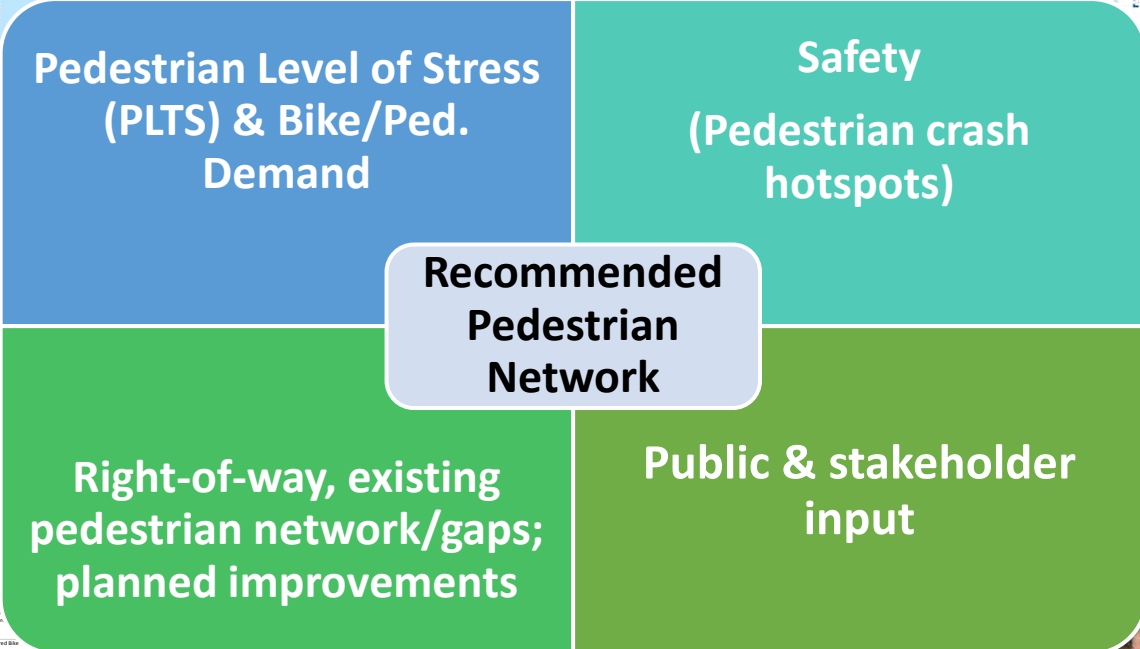 Pedestrian Level of Stress
(PLTS) & Bike/Ped.
Demand
Safety
(Pedestrian crash
hotspots)
Recommended
Pedestrian
Network
Right-of-way, existing
pedestrian network/gaps;
planned improvements
Public & stakeholder
input